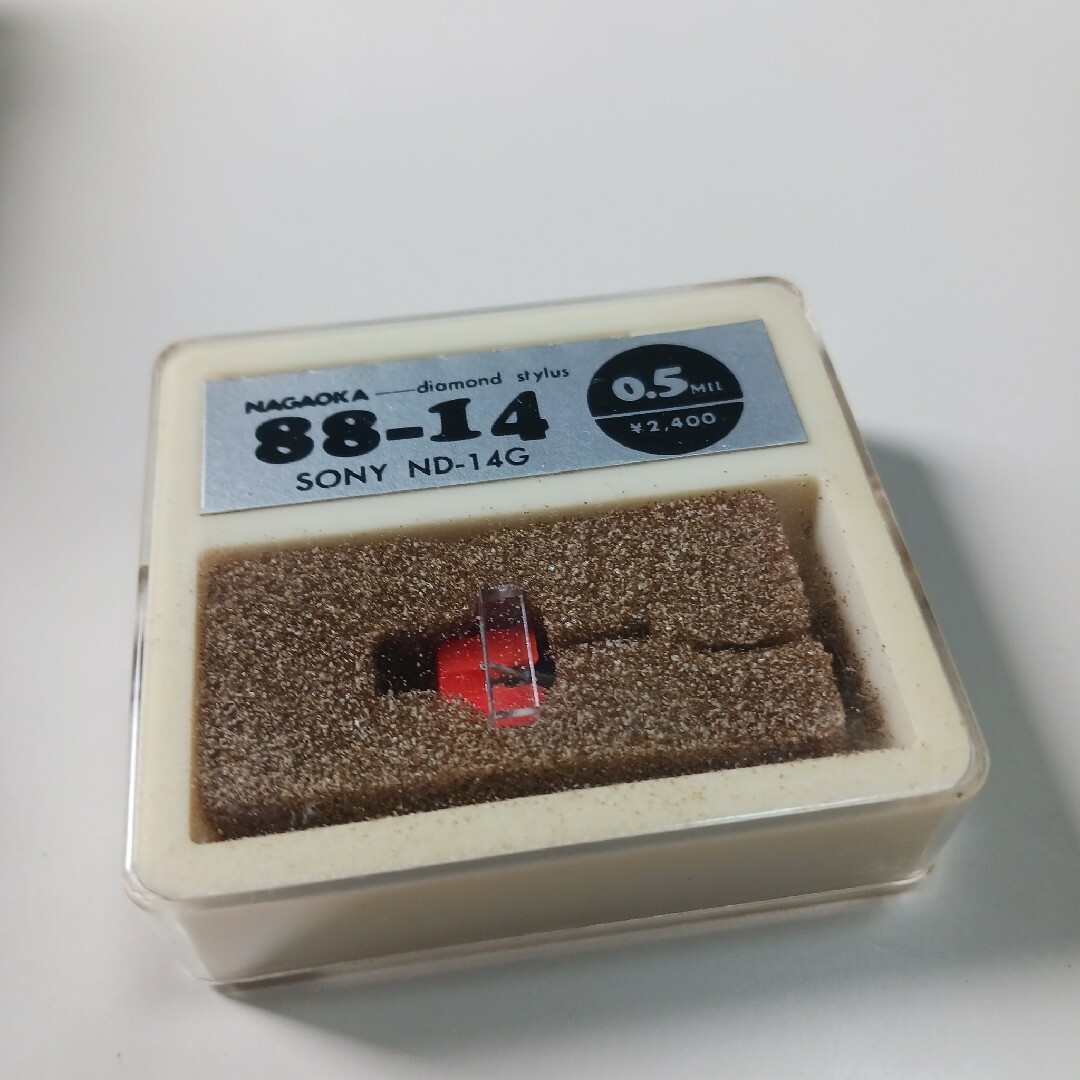 NAGAOKA — diamond stylus
88-14
SONY ND-14G
0.5 MIL
¥2,400